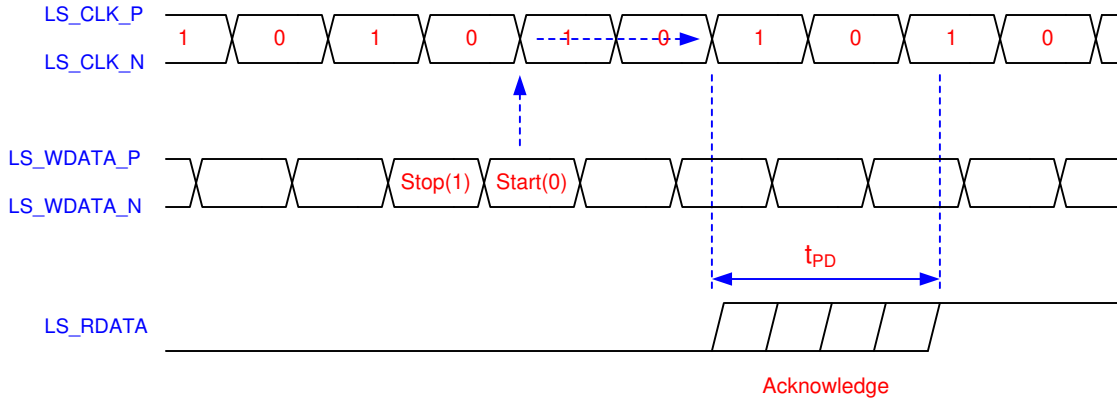 LS_CLK_P
1 0 1 0 1 0 1 0 1 0
LS_CLK_N
LS_WDATA_P
Stop(1) Start(0)
LS_WDATA_N
tPD
LS_RDATA
Acknowledge